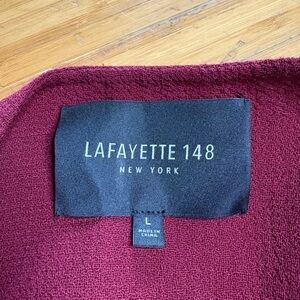 LAFAYETTE 148
NEW YORK
L
MADE IN
CHINA